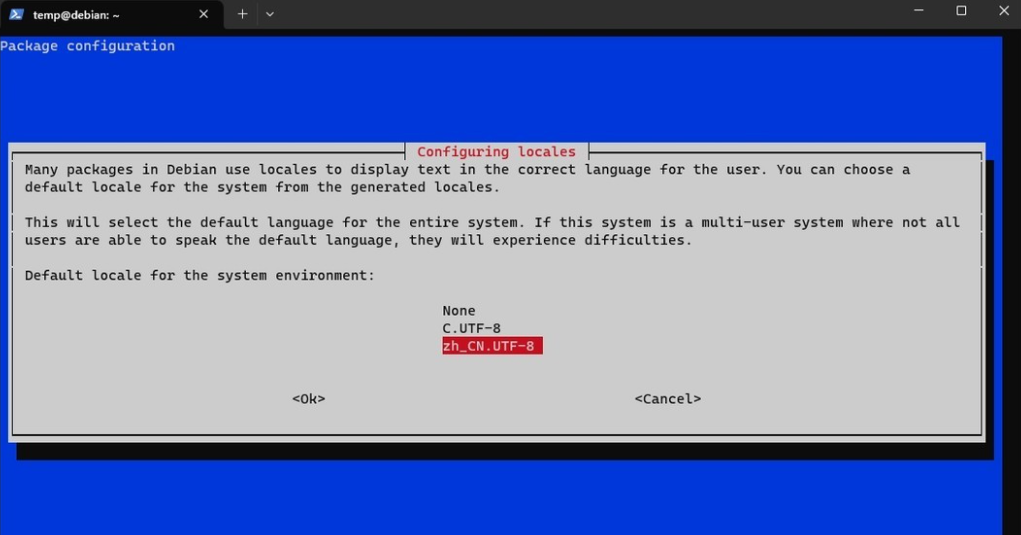 temp@debian: ~
Package configuration
Configuring locales
Many packages in Debian use locales to display text in the correct language for the user. You can choose a
default locale for the system from the generated locales.
This will select the default language for the entire system. If this system is a multi-user system where not all
users are able to speak the default language, they will experience difficulties.
Default locale for the system environment:
None
C.UTF-8
zh_CN.UTF-8
<Ok> <Cancel>